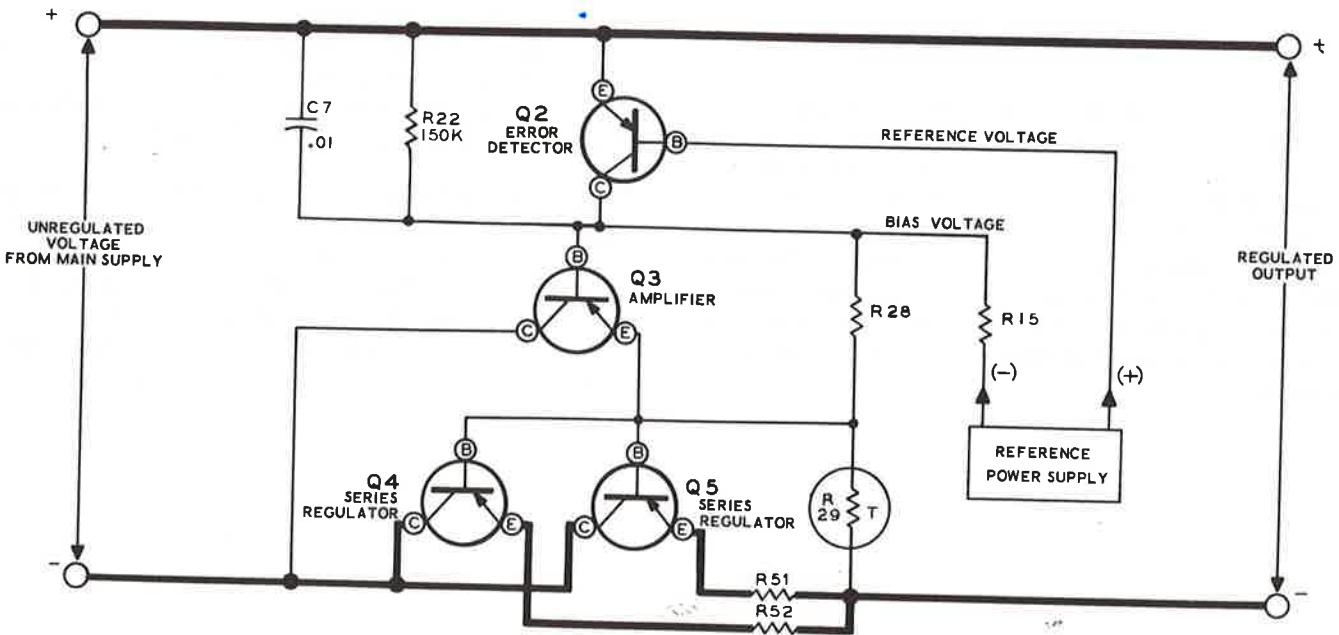 +
+
C7
.01
R22
150K
E
Q2
ERROR
DETECTOR
B
C
REFERENCE VOLTAGE
BIAS VOLTAGE
UNREGULATED
VOLTAGE
FROM MAIN SUPPLY
REGULATED
OUTPUT
B
Q3
AMPLIFIER
C
E
R28
R15
(-)
(+)
REFERENCE
POWER SUPPLY
B
Q4
SERIES
REGULATOR
C
E
B
Q5
SERIES
REGULATOR
C
E
R
29
T
-
-
R51
R52